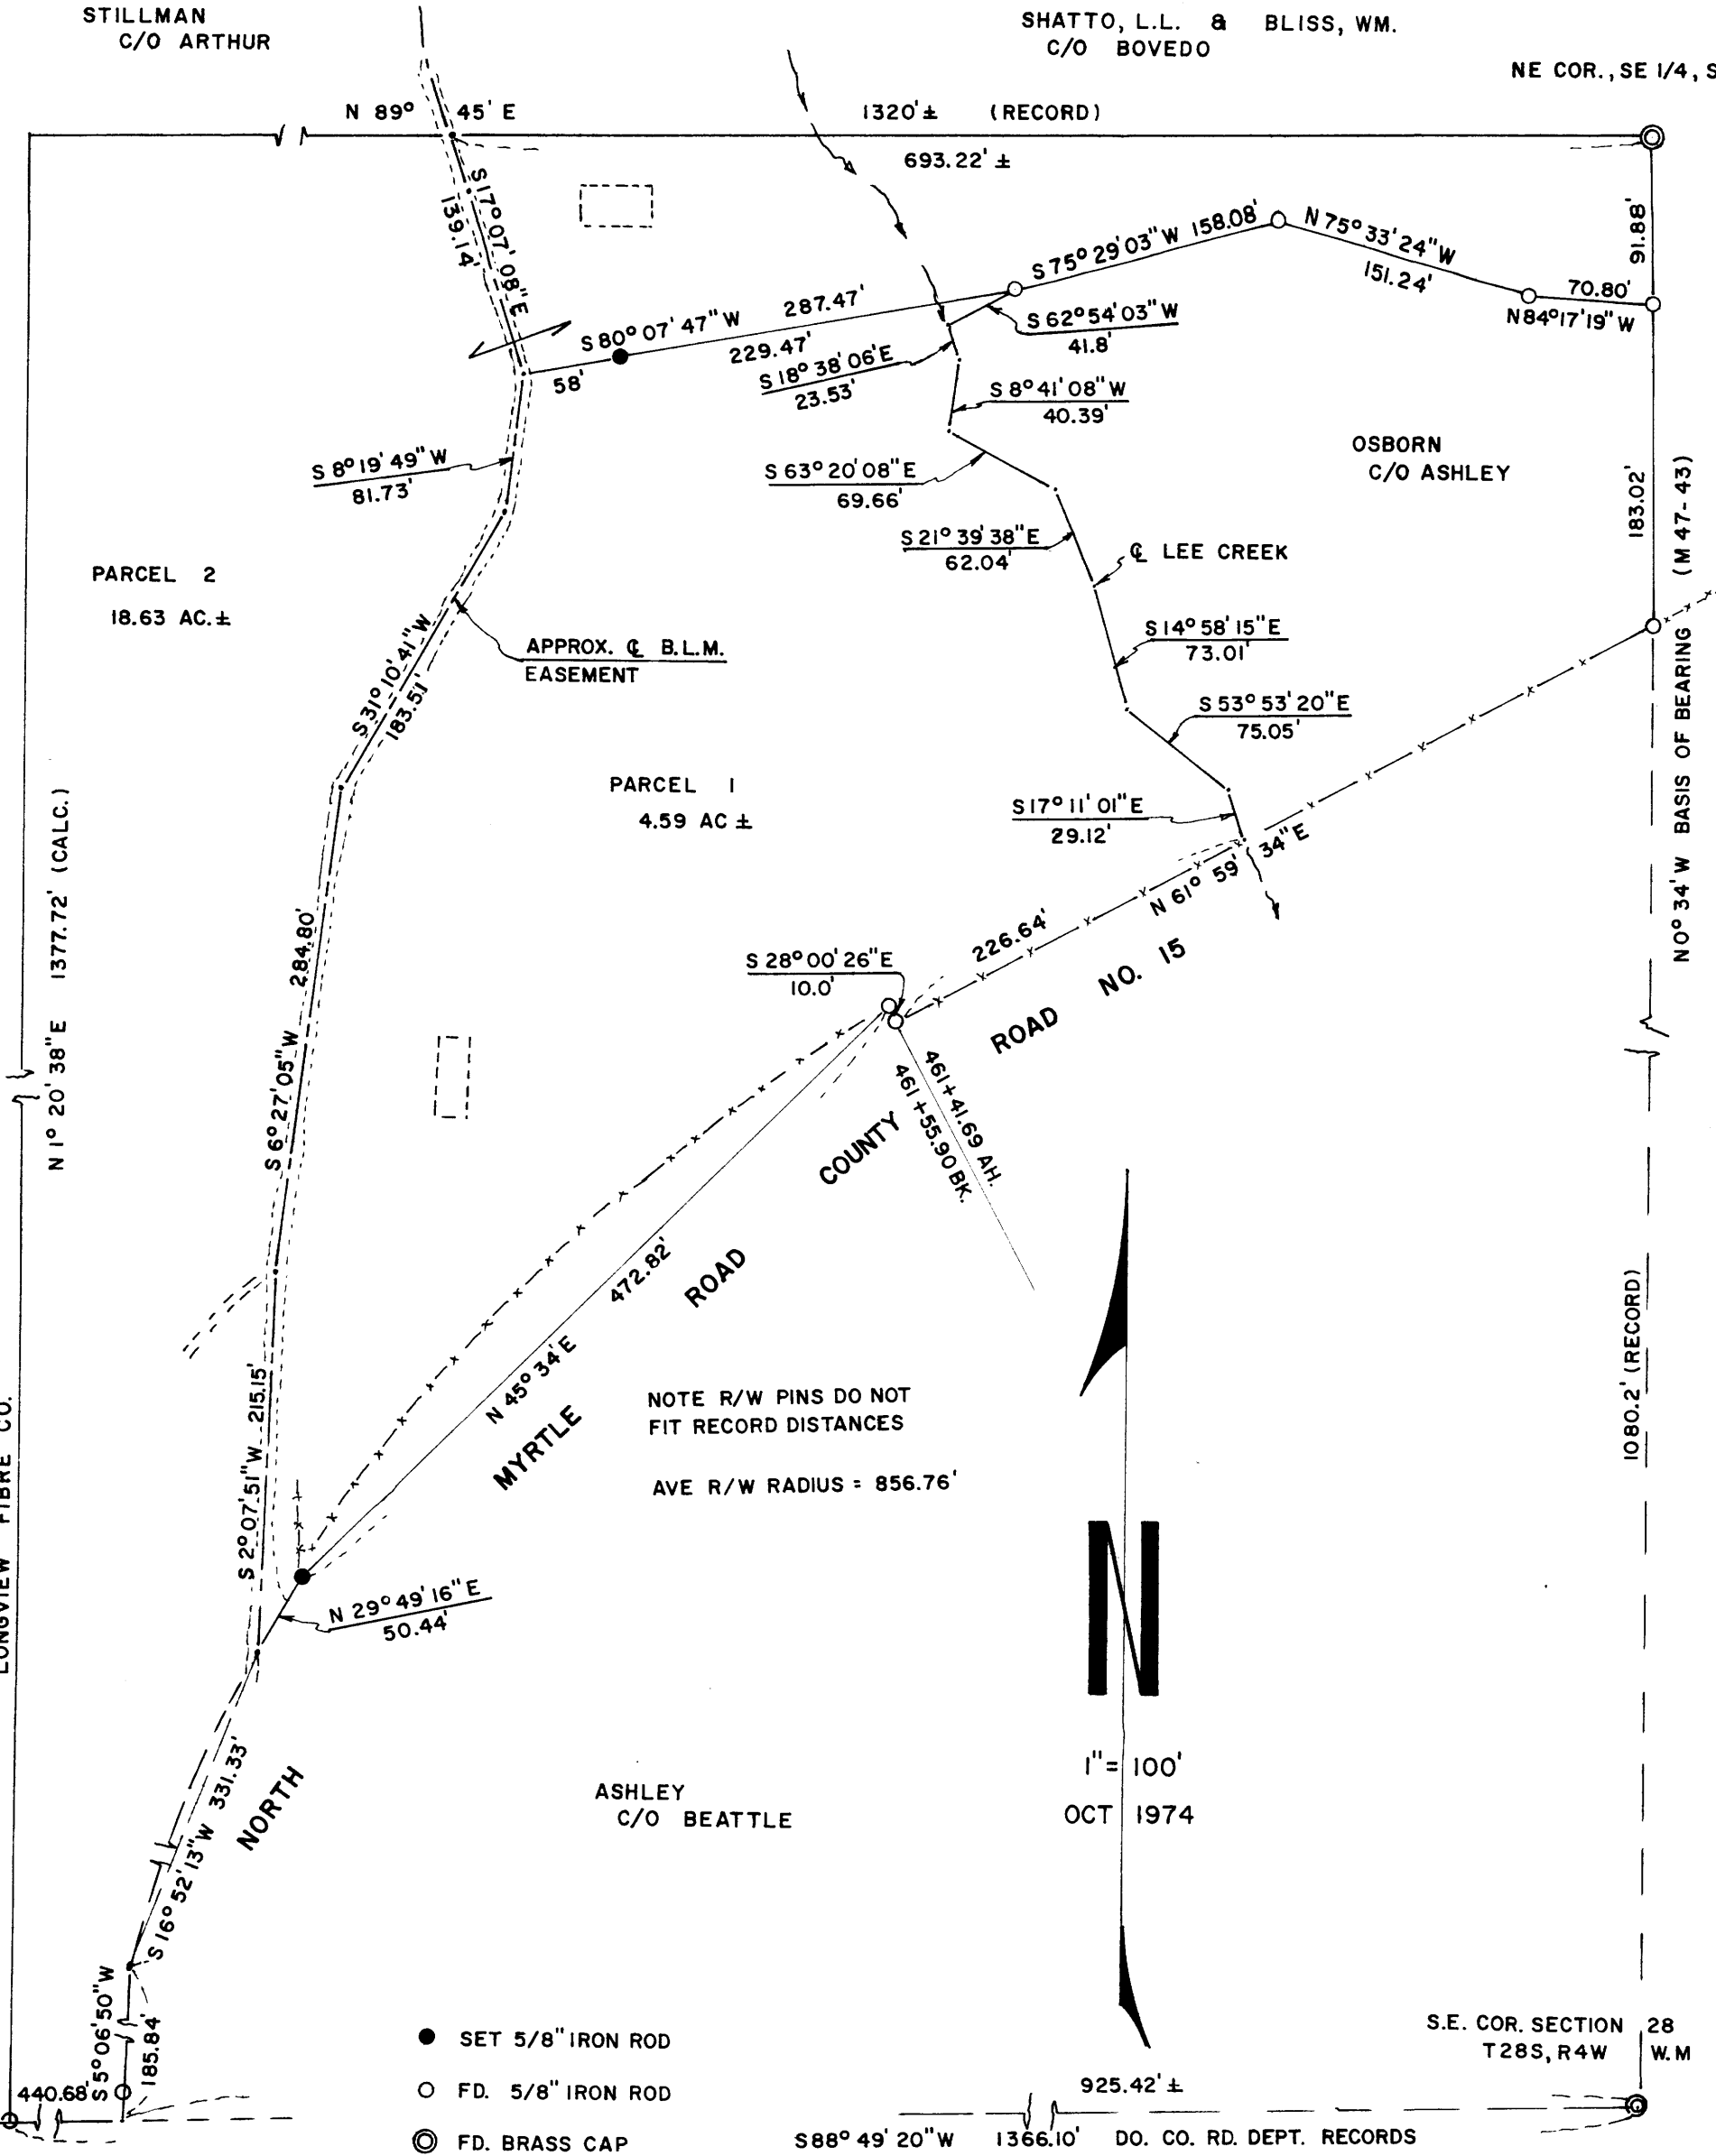 STILLMAN
C/O ARTHUR
SHATTO, L.L. & BLISS, WM.
C/O BOVEDO
NE COR., SE 1/4, S
N 89° 45' E
1320' ± (RECORD)
693.22' ±
S 17° 07' 08" E
139.14'
91.88'
S 75° 29' 03" W 158.08'
N 75° 33' 24" W
151.24'
70.80'
N 84° 17' 19" W
S 80° 07' 47" W 287.47'
229.47'
58'
S 62° 54' 03" W
41.8'
S 18° 38' 06" E
23.53'
S 8° 41' 08" W
40.39'
OSBORN
C/O ASHLEY
183.02'
N 0° 34' W BASIS OF BEARING (M 47-43)
S 8° 19' 49" W
81.73'
S 63° 20' 08" E
69.66'
S 21° 39' 38" E
62.04'
℄ LEE CREEK
PARCEL 2
18.63 AC. ±
S 31° 10' 41" W
183.51'
APPROX. ℄ B.L.M.
EASEMENT
S 14° 58' 15" E
73.01'
S 53° 53' 20" E
75.05'
PARCEL 1
4.59 AC ±
S 17° 11' 01" E
29.12'
N 1° 20' 38" E 1377.72' (CALC.)
N 61° 59' 34" E
226.64'
S 28° 00' 26" E
10.0'
461+41.69 AH.
461+55.90 BK.
S 6° 27' 05" W 284.80'
NORTH MYRTLE ROAD COUNTY ROAD NO. 15
N 45° 34' E 472.82'
1080.2' (RECORD)
NOTE R/W PINS DO NOT
FIT RECORD DISTANCES
AVE R/W RADIUS = 856.76'
S 2° 07' 51" W 215.15'
LONGVIEW FIBRE CO.
N 29° 49' 16" E
50.44'
N
1" = 100'
OCT 1974
ASHLEY
C/O BEATTLE
S 16° 52' 13" W 331.33'
S 5° 06' 50" W
185.84'
440.68'
SET 5/8" IRON ROD
FD. 5/8" IRON ROD
FD. BRASS CAP
S.E. COR. SECTION 28
T28S, R4W W.M
925.42' ±
S 88° 49' 20" W 1366.10' DO. CO. RD. DEPT. RECORDS